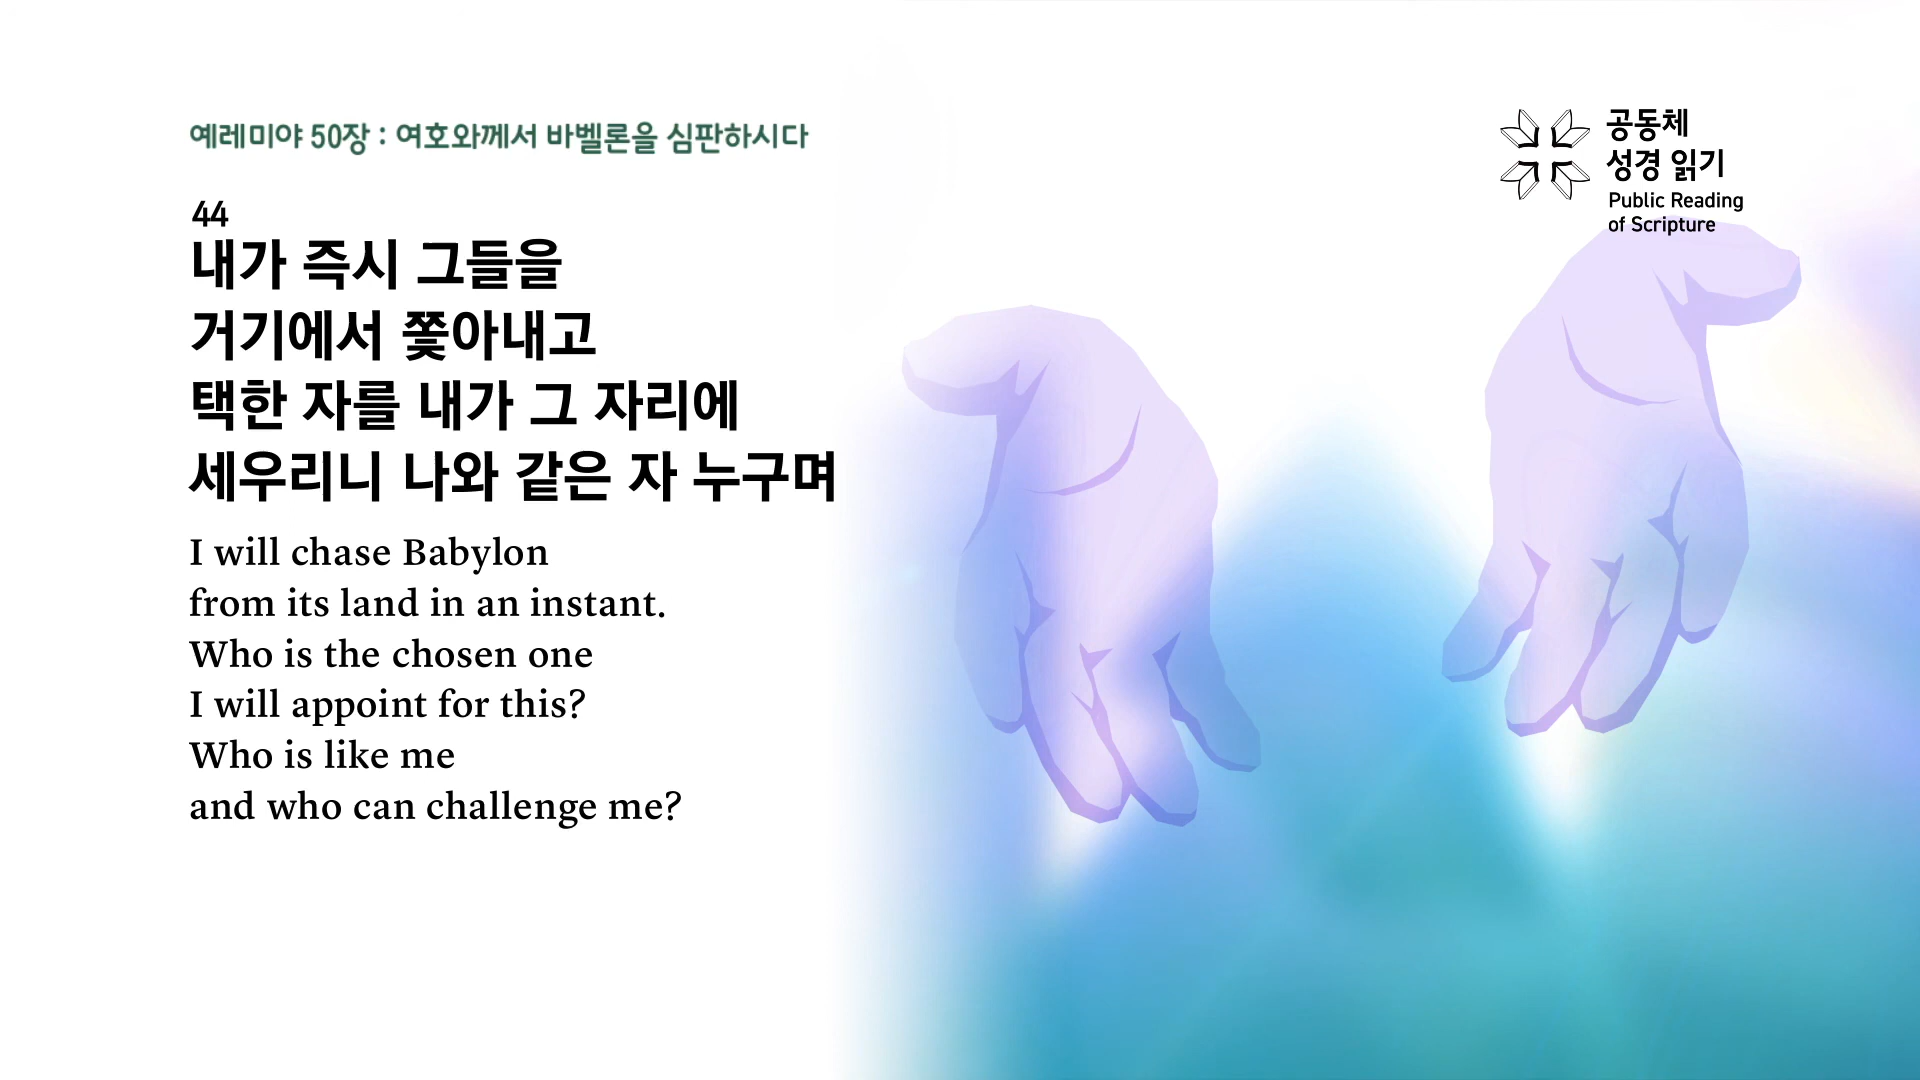 예레미야 50장 : 여호와께서 바벨론을 심판하시다
44
내가 즉시 그들을
거기에서 쫓아내고
택한 자를 내가 그 자리에
세우리니 나와 같은 자 누구며
I will chase Babylon
from its land in an instant.
Who is the chosen one
I will appoint for this?
Who is like me
and who can challenge me?
공동체
성경 읽기
Public Reading
of Scripture